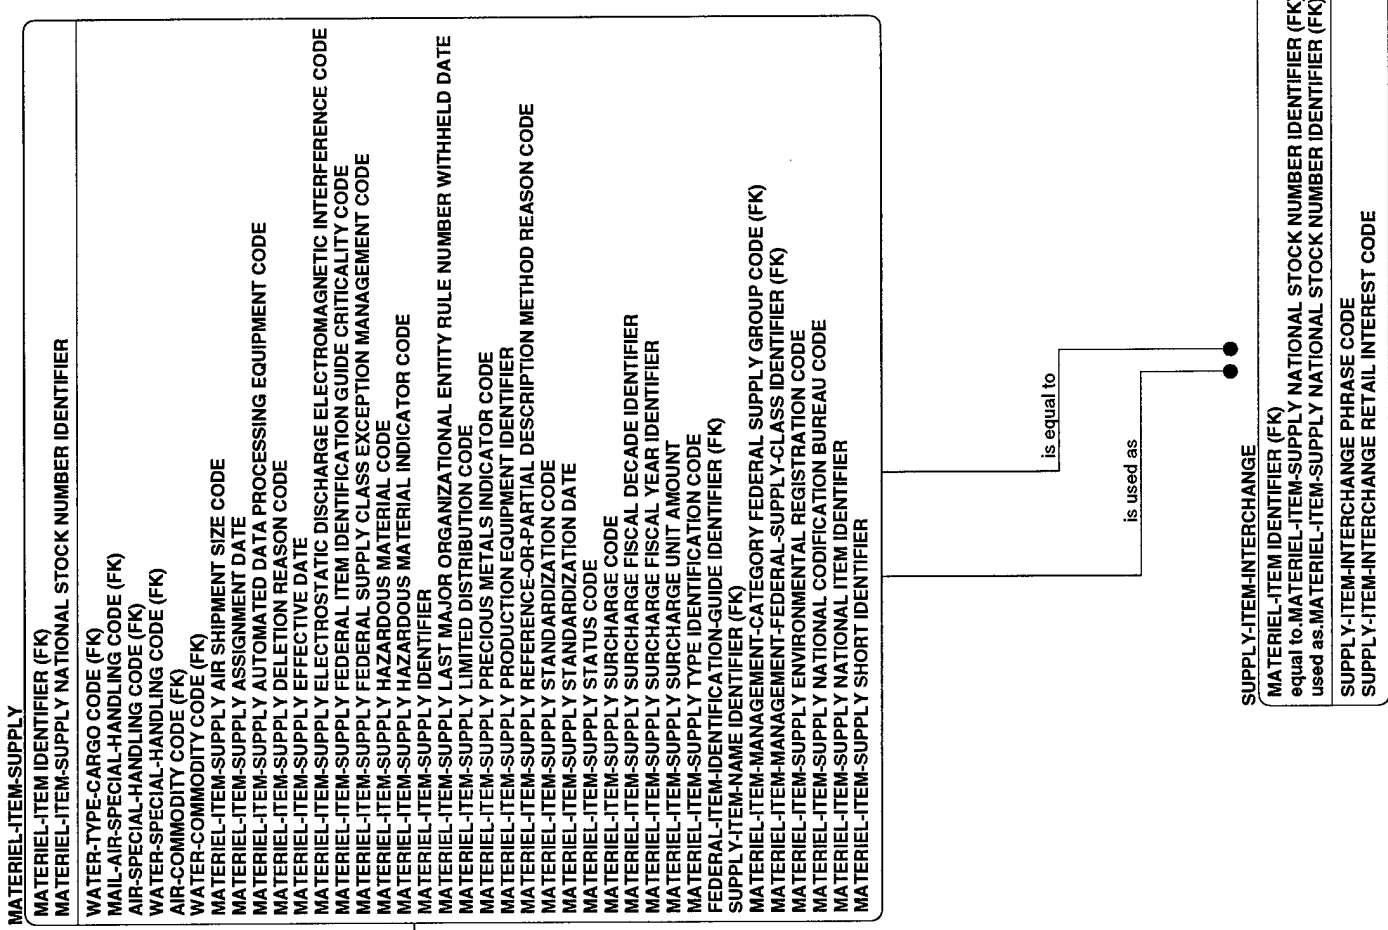 MATERIEL-ITEM-SUPPLY
MATERIEL-ITEM IDENTIFIER (FK)
MATERIEL-ITEM-SUPPLY NATIONAL STOCK NUMBER IDENTIFIER
WATER-TYPE-CARGO CODE (FK)
MAIL-AIR-SPECIAL-HANDLING CODE (FK)
AIR-SPECIAL-HANDLING CODE (FK)
WATER-SPECIAL-HANDLING CODE (FK)
AIR-COMMODITY CODE (FK)
WATER-COMMODITY CODE (FK)
MATERIEL-ITEM-SUPPLY AIR SHIPMENT SIZE CODE
MATERIEL-ITEM-SUPPLY ASSIGNMENT DATE
MATERIEL-ITEM-SUPPLY AUTOMATED DATA PROCESSING EQUIPMENT CODE
MATERIEL-ITEM-SUPPLY DELETION REASON CODE
MATERIEL-ITEM-SUPPLY EFFECTIVE DATE
MATERIEL-ITEM-SUPPLY ELECTROSTATIC DISCHARGE ELECTROMAGNETIC INTERFERENCE CODE
MATERIEL-ITEM-SUPPLY FEDERAL ITEM IDENTIFICATION GUIDE CRITICALITY CODE
MATERIEL-ITEM-SUPPLY FEDERAL SUPPLY CLASS EXCEPTION MANAGEMENT CODE
MATERIEL-ITEM-SUPPLY HAZARDOUS MATERIAL CODE
MATERIEL-ITEM-SUPPLY HAZARDOUS MATERIAL INDICATOR CODE
MATERIEL-ITEM-SUPPLY IDENTIFIER
MATERIEL-ITEM-SUPPLY LAST MAJOR ORGANIZATIONAL ENTITY RULE NUMBER WITHHELD DATE
MATERIEL-ITEM-SUPPLY LIMITED DISTRIBUTION CODE
MATERIEL-ITEM-SUPPLY PRECIOUS METALS INDICATOR CODE
MATERIEL-ITEM-SUPPLY PRODUCTION EQUIPMENT IDENTIFIER
MATERIEL-ITEM-SUPPLY REFERENCE-OR-PARTIAL DESCRIPTION METHOD REASON CODE
MATERIEL-ITEM-SUPPLY STANDARDIZATION CODE
MATERIEL-ITEM-SUPPLY STANDARDIZATION DATE
MATERIEL-ITEM-SUPPLY STATUS CODE
MATERIEL-ITEM-SUPPLY SURCHARGE CODE
MATERIEL-ITEM-SUPPLY SURCHARGE FISCAL DECADE IDENTIFIER
MATERIEL-ITEM-SUPPLY SURCHARGE FISCAL YEAR IDENTIFIER
MATERIEL-ITEM-SUPPLY SURCHARGE UNIT AMOUNT
MATERIEL-ITEM-SUPPLY TYPE IDENTIFICATION CODE
FEDERAL-ITEM-IDENTIFICATION-GUIDE IDENTIFIER (FK)
SUPPLY-ITEM-NAME IDENTIFIER (FK)
MATERIEL-ITEM-MANAGEMENT-CATEGORY FEDERAL SUPPLY GROUP CODE (FK)
MATERIEL-ITEM-MANAGEMENT-FEDERAL-SUPPLY-CLASS IDENTIFIER (FK)
MATERIEL-ITEM-SUPPLY ENVIRONMENTAL REGISTRATION CODE
MATERIEL-ITEM-SUPPLY NATIONAL CODIFICATION BUREAU CODE
MATERIEL-ITEM-SUPPLY NATIONAL ITEM IDENTIFIER
MATERIEL-ITEM-SUPPLY SHORT IDENTIFIER
is equal to
is used as
SUPPLY-ITEM-INTERCHANGE
MATERIEL-ITEM IDENTIFIER (FK)
equal to.MATERIEL-ITEM-SUPPLY NATIONAL STOCK NUMBER IDENTIFIER (FK)
used as.MATERIEL-ITEM-SUPPLY NATIONAL STOCK NUMBER IDENTIFIER (FK)
SUPPLY-ITEM-INTERCHANGE PHRASE CODE
SUPPLY-ITEM-INTERCHANGE RETAIL INTEREST CODE